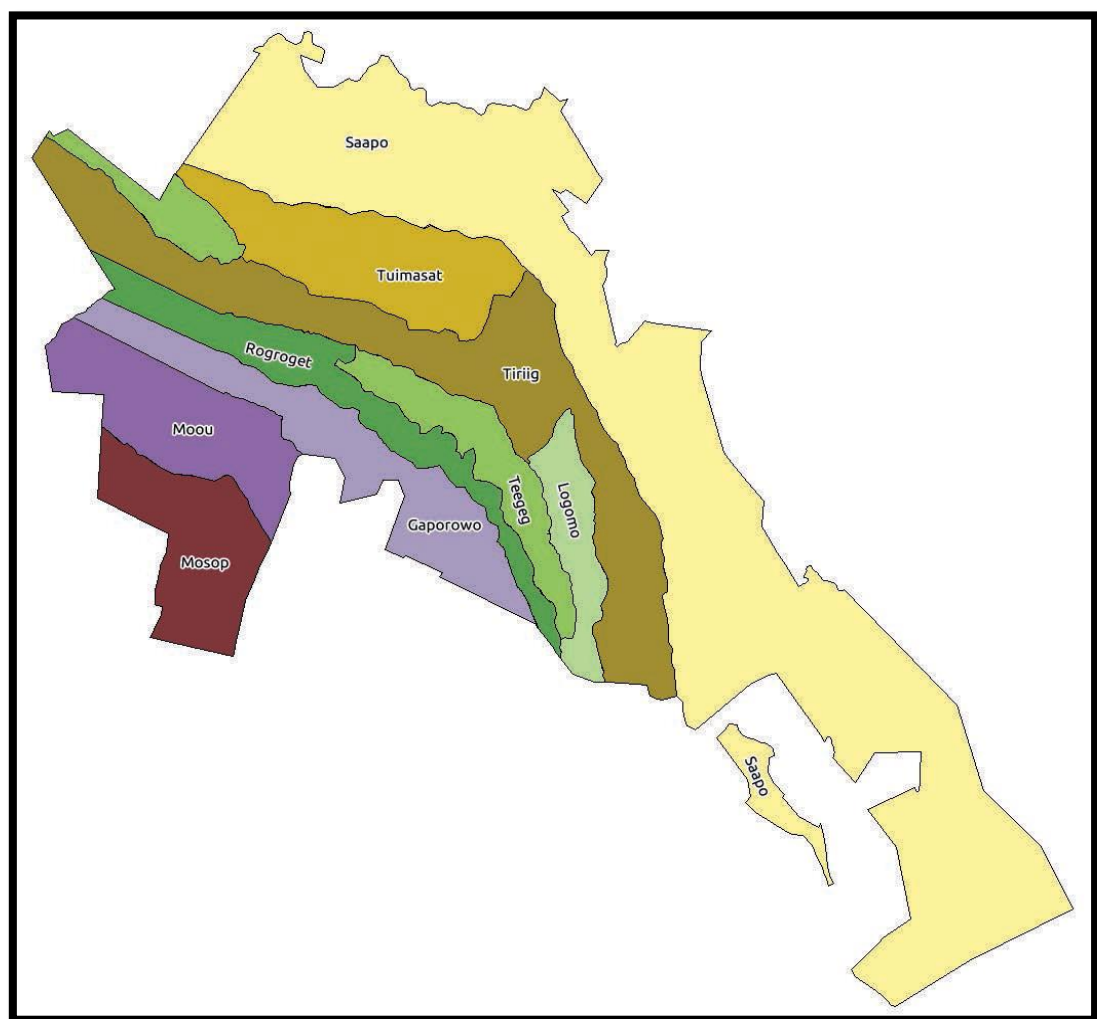 Saapo
Tuimasat
Rogroget
Tiriig
Moou
Teegeg
Logomo
Gaporowo
Mosop
Saapo